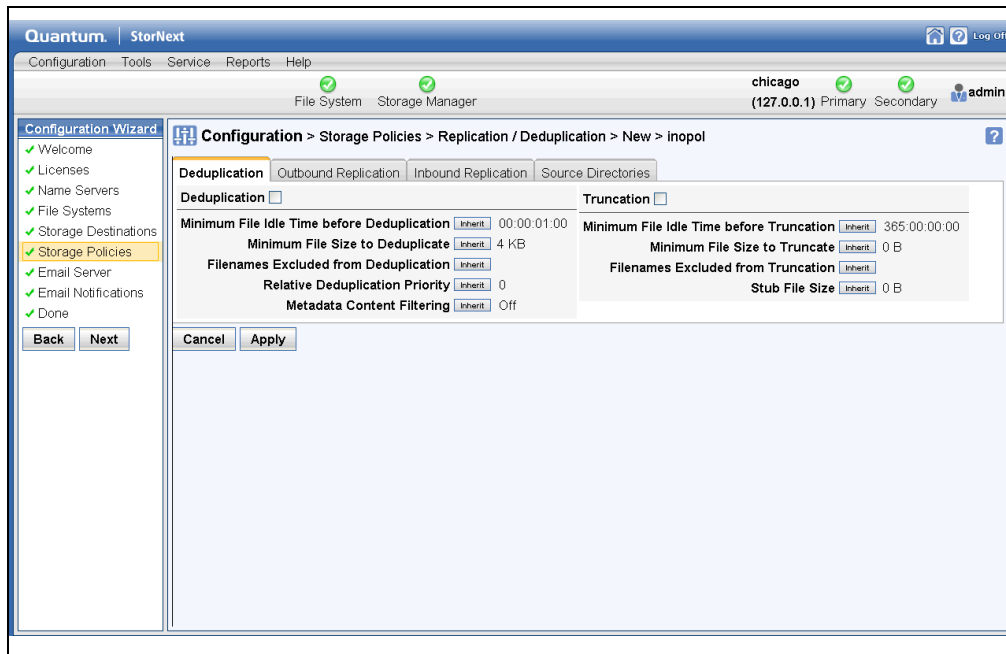 Quantum. StorNext
Log Off
Configuration Tools Service Reports Help
File System Storage Manager
chicago
(127.0.0.1) Primary Secondary
admin
Configuration Wizard
Welcome
Licenses
Name Servers
File Systems
Storage Destinations
Storage Policies
Email Server
Email Notifications
Done
Back Next
Configuration > Storage Policies > Replication / Deduplication > New > inopol
?
Deduplication Outbound Replication Inbound Replication Source Directories
Deduplication
Minimum File Idle Time before Deduplication Inherit 00:00:01:00
Minimum File Size to Deduplicate Inherit 4 KB
Filenames Excluded from Deduplication Inherit
Relative Deduplication Priority Inherit 0
Metadata Content Filtering Inherit Off
Truncation
Minimum File Idle Time before Truncation Inherit 365:00:00:00
Minimum File Size to Truncate Inherit 0 B
Filenames Excluded from Truncation Inherit
Stub File Size Inherit 0 B
Cancel Apply